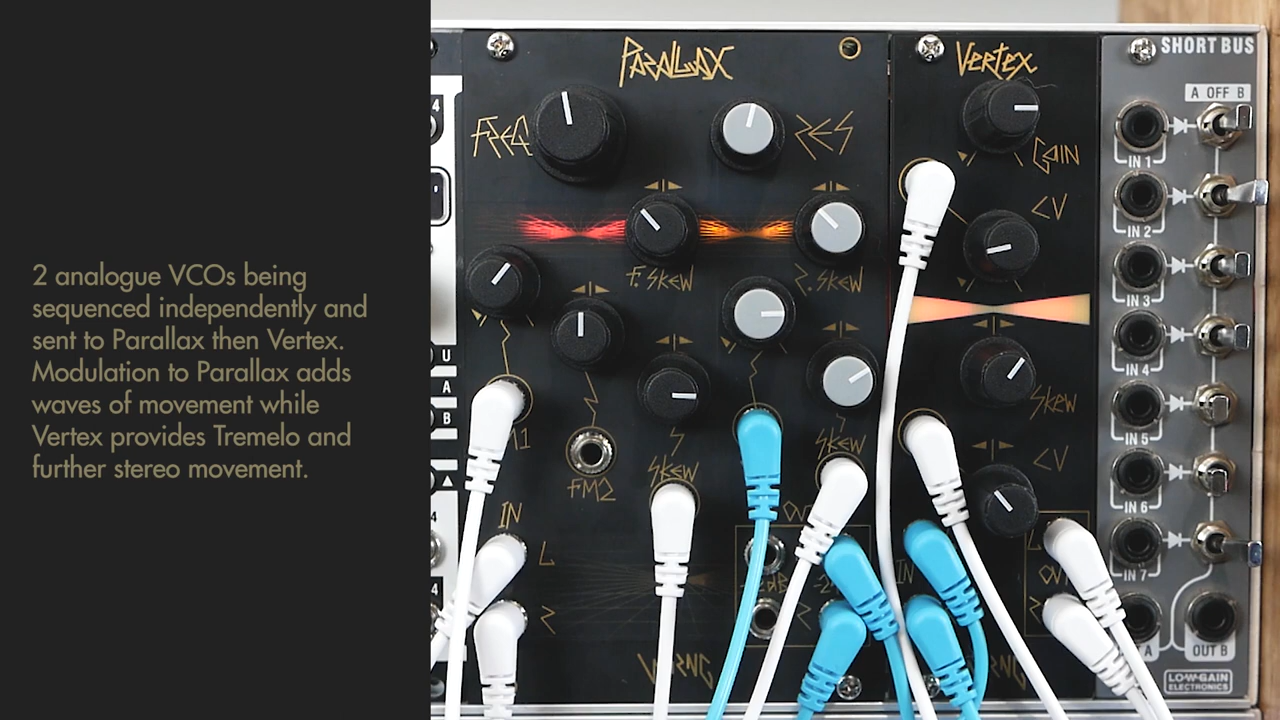 2 analogue VCOs being
sequenced independently and
sent to Parallax then Vertex.
Modulation to Parallax adds
waves of movement while
Vertex provides Tremelo and
further stereo movement.
PARALLAX
FREQ
RES
F. SKEW
R. SKEW
FM2
SKEW
SKEW
IN
L
R
VERTEX
GAIN
CV
SKEW
CV
IN
L
R
SHORT BUS
A OFF B
IN 1
IN 2
IN 3
IN 4
IN 5
IN 6
IN 7
OUT B
LOW-GAIN
ELECTRONICS
U
A
B